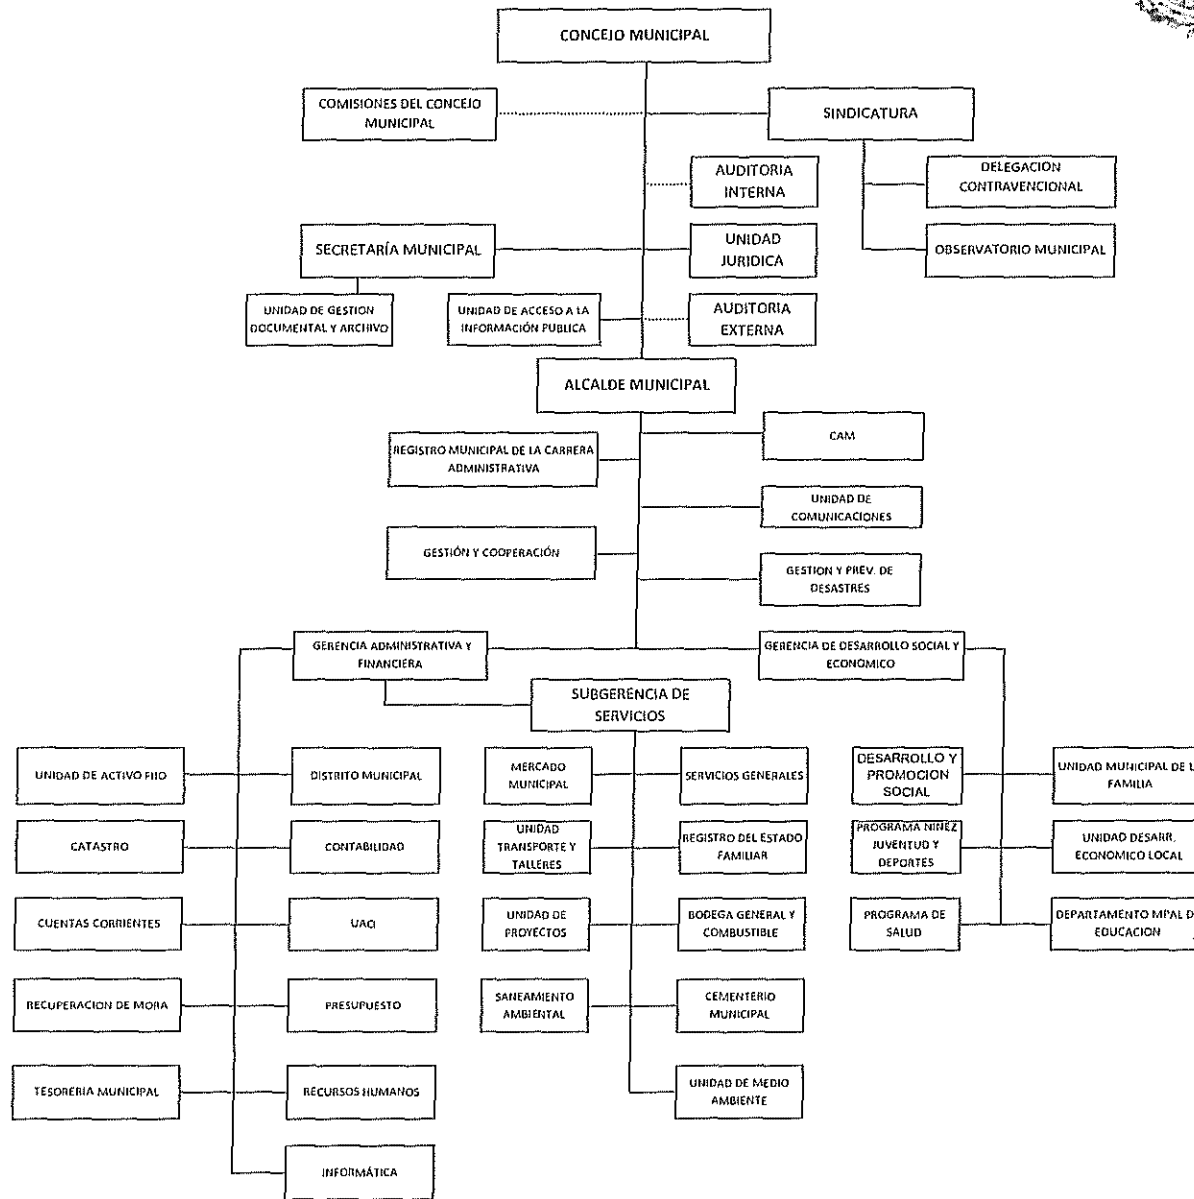 CONCEJO MUNICIPAL
COMISIONES DEL CONCEJO
MUNICIPAL
SINDICATURA
AUDITORIA
INTERNA
DELEGACION
CONTRAVENCIONAL
SECRETARÍA MUNICIPAL
UNIDAD
JURIDICA
OBSERVATORIO MUNICIPAL
UNIDAD DE GESTION
DOCUMENTAL Y ARCHIVO
UNIDAD DE ACCESO A LA
INFORMACIÓN PUBLICA
AUDITORIA
EXTERNA
ALCALDE MUNICIPAL
REGISTRO MUNICIPAL DE LA CARRERA
ADMINISTRATIVA
CAM
UNIDAD DE
COMUNICACIONES
GESTIÓN Y COOPERACIÓN
GESTION Y PREV. DE
DESASTRES
GERENCIA ADMINISTRATIVA Y
FINANCIERA
GERENCIA DE DESARROLLO SOCIAL Y
ECONOMICO
SUBGERENCIA DE
SERVICIOS
UNIDAD DE ACTIVO FIJO
DISTRITO MUNICIPAL
MERCADO
MUNICIPAL
SERVICIOS GENERALES
DESARROLLO Y
PROMOCION
SOCIAL
UNIDAD MUNICIPAL DE L
FAMILIA
CATASTRO
CONTABILIDAD
UNIDAD
TRANSPORTE Y
TALLERES
REGISTRO DEL ESTADO
FAMILIAR
PROGRAMA NIÑEZ
JUVENTUD Y
DEPORTES
UNIDAD DESARR.
ECONOMICO LOCAL
CUENTAS CORRIENTES
UACI
UNIDAD DE
PROYECTOS
BODEGA GENERAL Y
COMBUSTIBLE
PROGRAMA DE
SALUD
DEPARTAMENTO MPAL D
EDUCACION
RECUPERACION DE MORA
PRESUPUESTO
SANEAMIENTO
AMBIENTAL
CEMENTERIO
MUNICIPAL
TESORERIA MUNICIPAL
RECURSOS HUMANOS
UNIDAD DE MEDIO
AMBIENTE
INFORMÁTICA